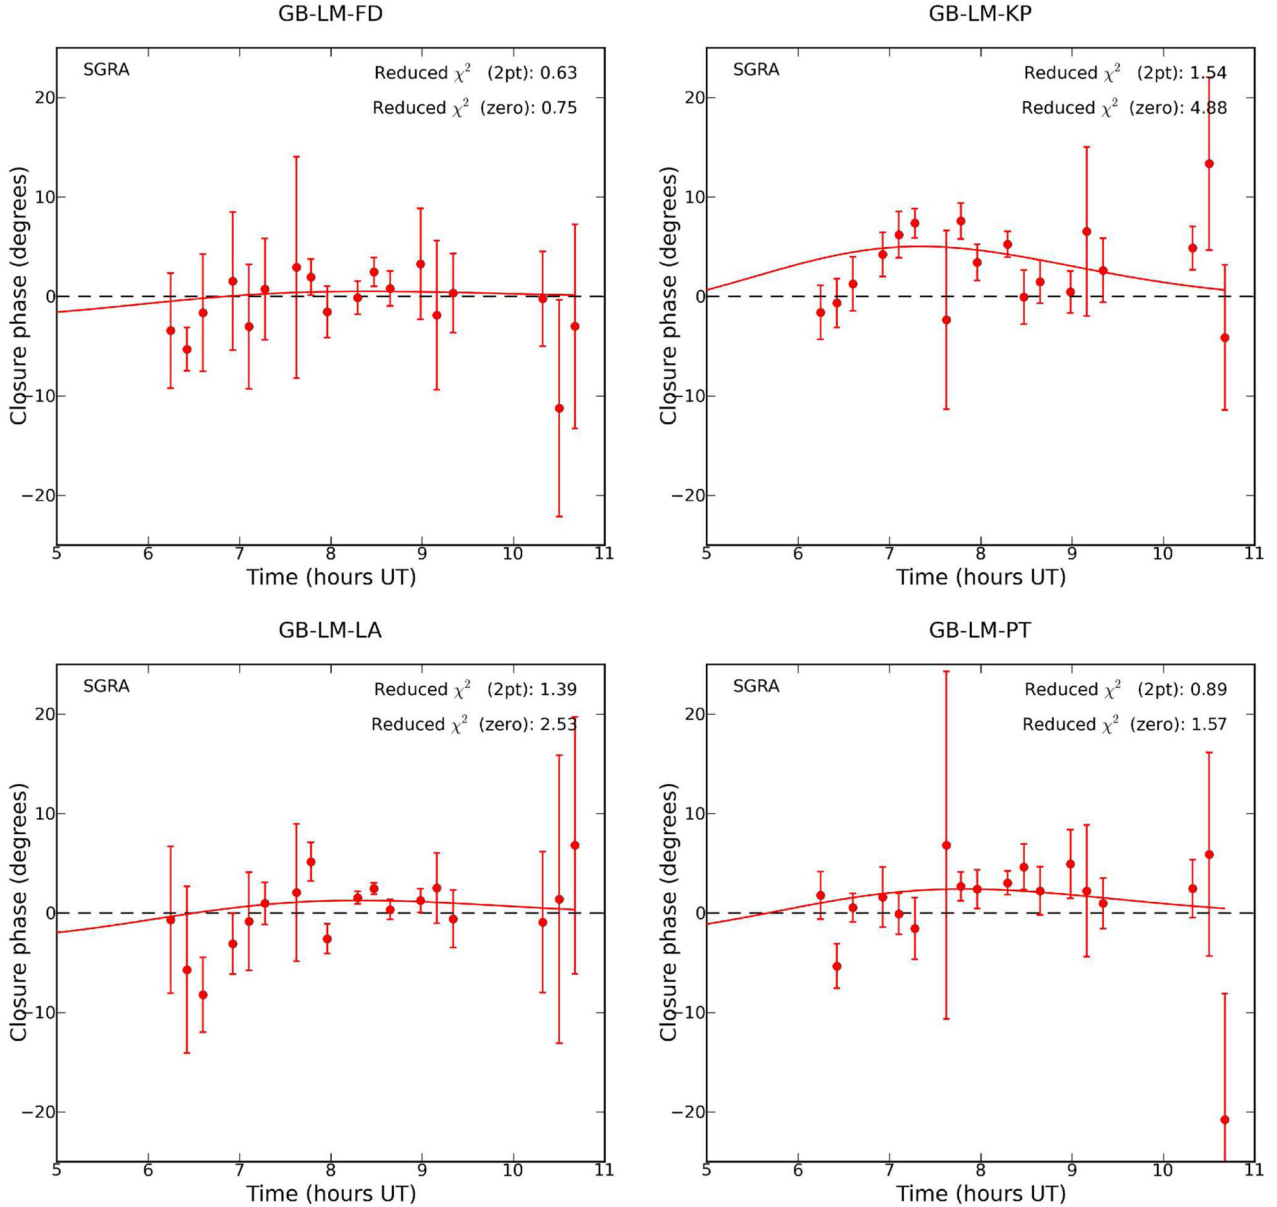 GB-LM-FD
SGRA
Reduced χ² (2pt): 0.63
Reduced χ² (zero): 0.75
20
10
0
−10
−20
Closure phase (degrees)
5 6 7 8 9 10 11
Time (hours UT)
GB-LM-KP
SGRA
Reduced χ² (2pt): 1.54
Reduced χ² (zero): 4.88
20
10
0
−10
−20
Closure phase (degrees)
5 6 7 8 9 10 11
Time (hours UT)
GB-LM-LA
SGRA
Reduced χ² (2pt): 1.39
Reduced χ² (zero): 2.53
20
10
0
−10
−20
Closure phase (degrees)
5 6 7 8 9 10 11
Time (hours UT)
GB-LM-PT
SGRA
Reduced χ² (2pt): 0.89
Reduced χ² (zero): 1.57
20
10
0
−10
−20
Closure phase (degrees)
5 6 7 8 9 10 11
Time (hours UT)